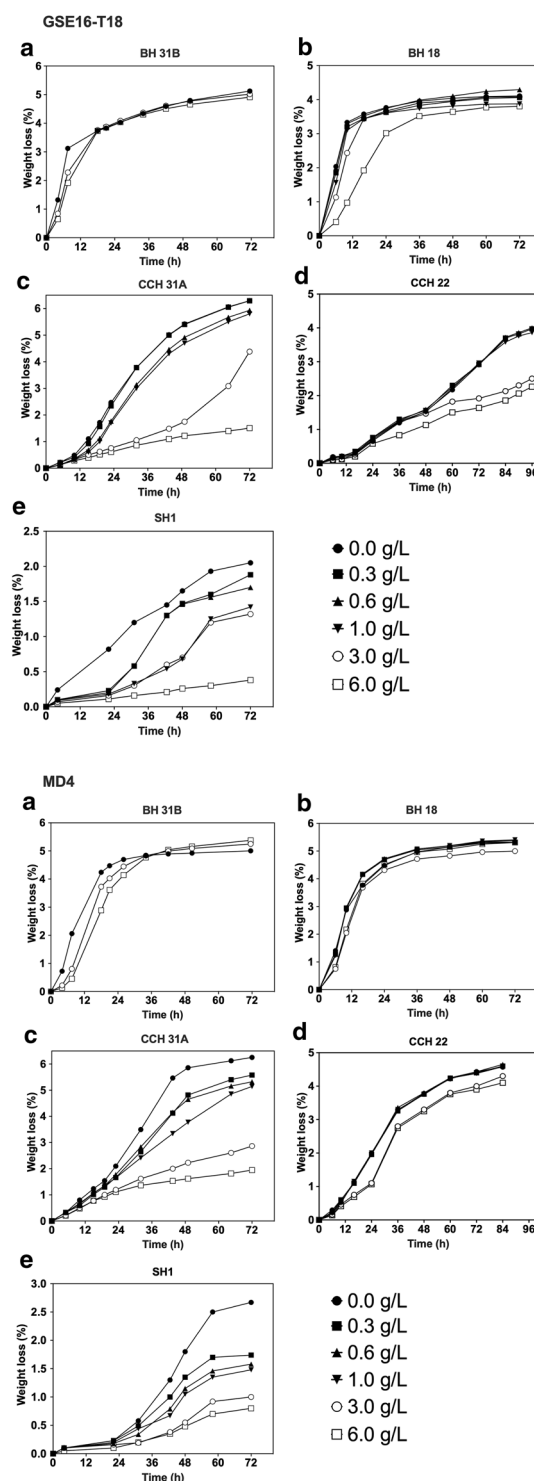 GSE16-T18
a
BH 31B
Weight loss (%)
6
5
4
3
2
1
0
0 12 24 36 48 60 72
Time (h)
b
BH 18
Weight loss (%)
5
4
3
2
1
0
0 12 24 36 48 60 72
Time (h)
c
CCH 31A
Weight loss (%)
6
5
4
3
2
1
0
0 12 24 36 48 60 72
Time (h)
d
CCH 22
Weight loss (%)
5
4
3
2
1
0
0 12 24 36 48 60 72 84 96
Time (h)
e
SH1
Weight loss (%)
2.5
2.0
1.5
1.0
0.5
0.0
0 12 24 36 48 60 72
Time (h)
0.0 g/L
0.3 g/L
0.6 g/L
1.0 g/L
3.0 g/L
6.0 g/L
MD4
a
BH 31B
Weight loss (%)
6
5
4
3
2
1
0
0 12 24 36 48 60 72
Time (h)
b
BH 18
Weight loss (%)
6
5
4
3
2
1
0
0 12 24 36 48 60 72
Time (h)
c
CCH 31A
Weight loss (%)
6
5
4
3
2
1
0
0 12 24 36 48 60 72
Time (h)
d
CCH 22
Weight loss (%)
5
4
3
2
1
0
0 12 24 36 48 60 72 84 96
Time (h)
e
SH1
Weight loss (%)
3.0
2.5
2.0
1.5
1.0
0.5
0.0
0 12 24 36 48 60 72
Time (h)
0.0 g/L
0.3 g/L
0.6 g/L
1.0 g/L
3.0 g/L
6.0 g/L